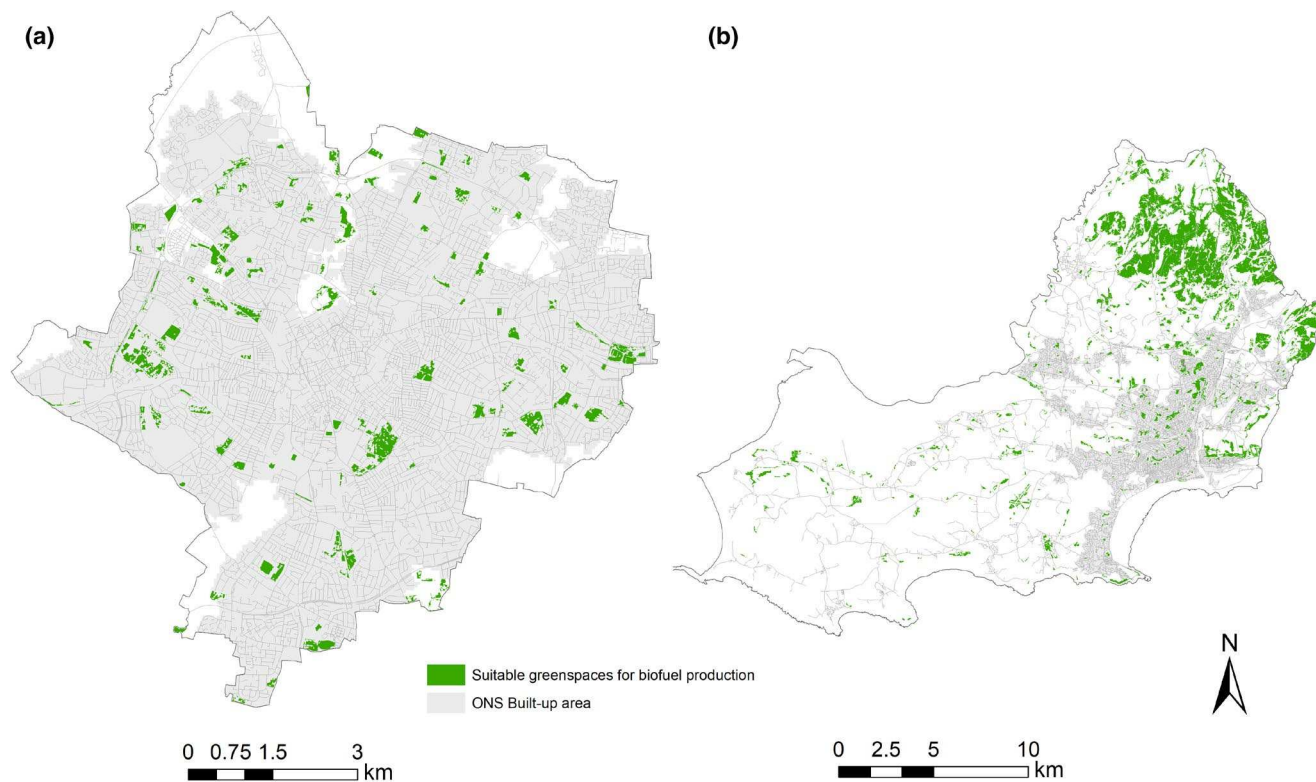 (a)
(b)
Suitable greenspaces for biofuel production
ONS Built-up area
N
0 0.75 1.5 3
km
0 2.5 5 10
km